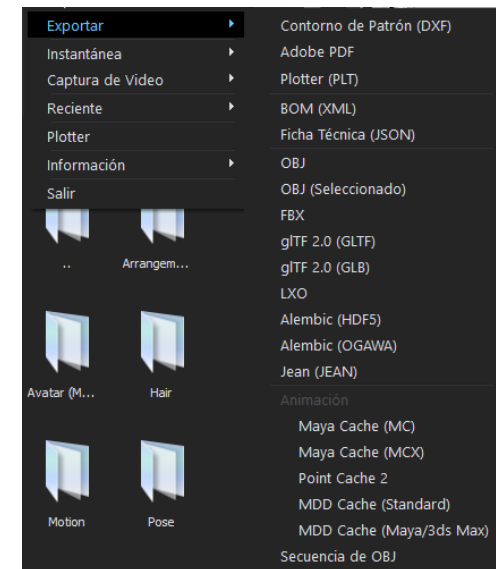 Exportar
Instantánea
Captura de Video
Reciente
Plotter
Información
Salir
..
Arrangem...
Avatar (M...
Hair
Motion
Pose
Contorno de Patrón (DXF)
Adobe PDF
Plotter (PLT)
BOM (XML)
Ficha Técnica (JSON)
OBJ
OBJ (Seleccionado)
FBX
glTF 2.0 (GLTF)
glTF 2.0 (GLB)
LXO
Alembic (HDF5)
Alembic (OGAWA)
Jean (JEAN)
Animación
Maya Cache (MC)
Maya Cache (MCX)
Point Cache 2
MDD Cache (Standard)
MDD Cache (Maya/3ds Max)
Secuencia de OBJ